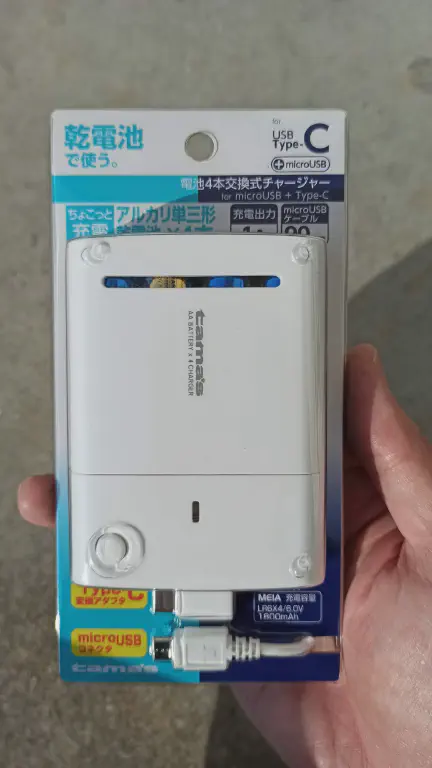 乾電池
で使う。
for
USB
Type-C
microUSB
電池4本交換式チャージャー
for microUSB + Type-C
ちょこっと
充電
アルカリ単三形
充電出力
microUSB
ケーブル
tama's
AA BATTERY x 4 CHARGER
Type-C
変換アダプタ
microUSB
コネクタ
MEIA 充電容量
LR6X4/6.0V
1800mAh
tama's